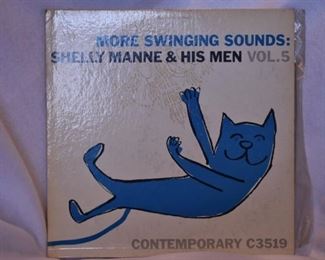 MORE SWINGING SOUNDS:
SHELLY MANNE & HIS MEN VOL.5
CONTEMPORARY C3519